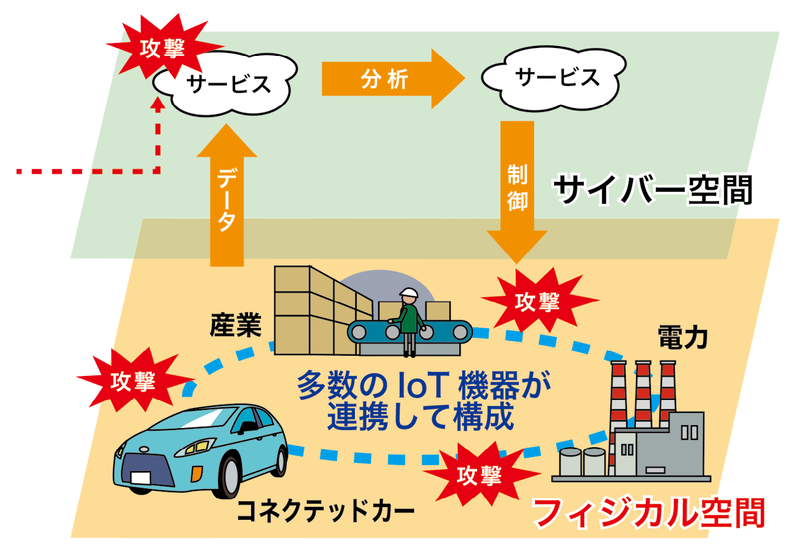 攻撃
サービス
分析
サービス
データ
制御
サイバー空間
産業
攻撃
電力
攻撃
多数の IoT 機器が
連携して構成
攻撃
コネクテッドカー
フィジカル空間